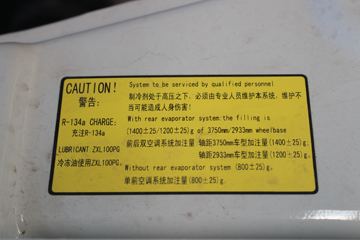 CAUTION!
警告:
R-134a CHARGE:
充注R-134a
LUBRICANT:ZXL100PG
冷冻油使用ZXL100PG.
System to be serviced by qualified personnel
制冷剂处于高压之下，必须由专业人员维护本系统，维护不
当可能造成人身伤害!
With rear evaporator system:the filling is
(1400±25/1200±25)g of 3750mm/2933mm wheelbase
前后双空调系统加注量:轴距3750mm车型加注(1400±25)g;
轴距2933mm车型加注(1200±25)g.
Without rear evaporator system (800±25)g.
单前空调系统加注量(800±25)g.